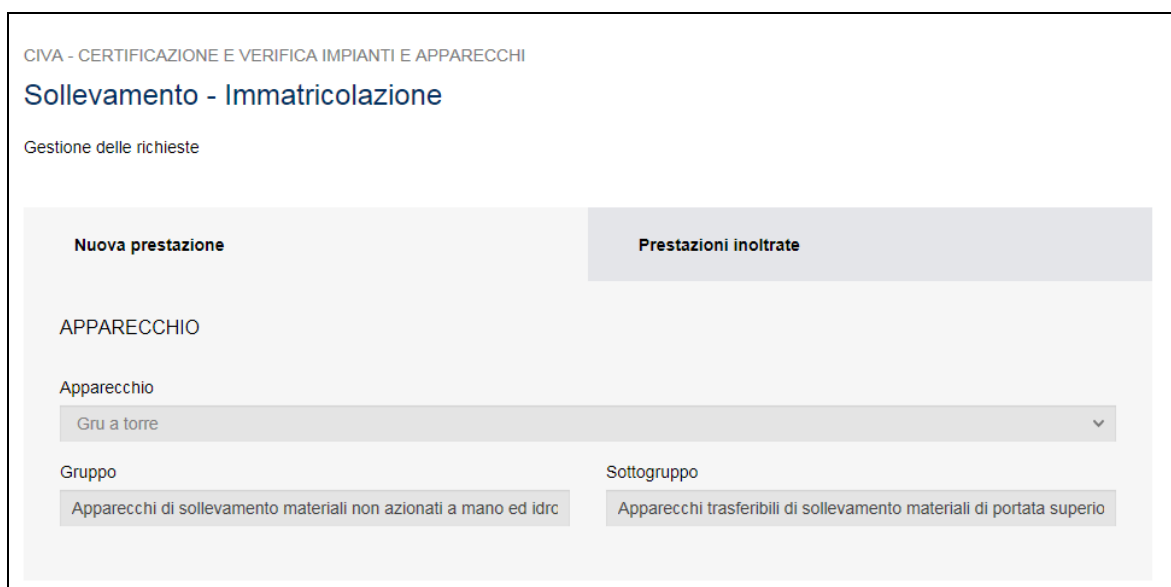 CIVA - CERTIFICAZIONE E VERIFICA IMPIANTI E APPARECCHI
Sollevamento - Immatricolazione
Gestione delle richieste
Nuova prestazione
Prestazioni inoltrate
APPARECCHIO
Apparecchio
Gru a torre
Gruppo
Sottogruppo
Apparecchi di sollevamento materiali non azionati a mano ed idro
Apparecchi trasferibili di sollevamento materiali di portata superio